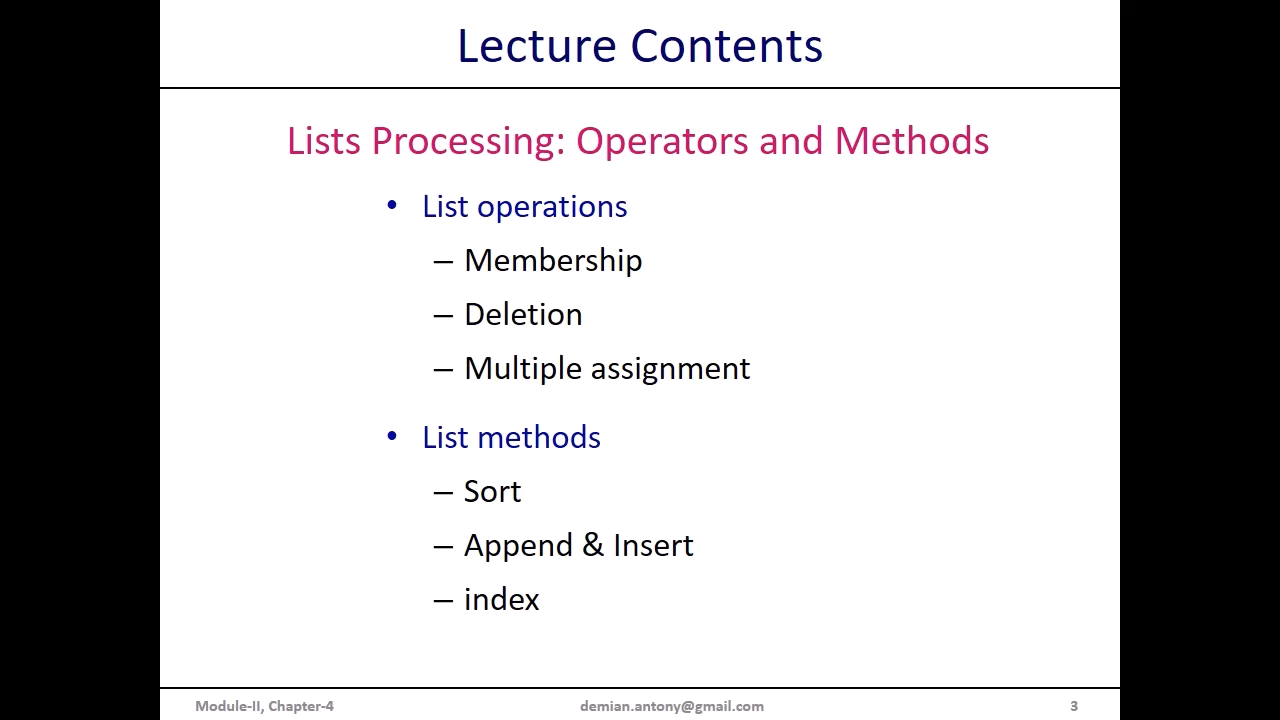 Lecture Contents
Lists Processing: Operators and Methods
• List operations
– Membership
– Deletion
– Multiple assignment
• List methods
– Sort
– Append & Insert
– index
Module-II, Chapter-4 demian.antony@gmail.com 3